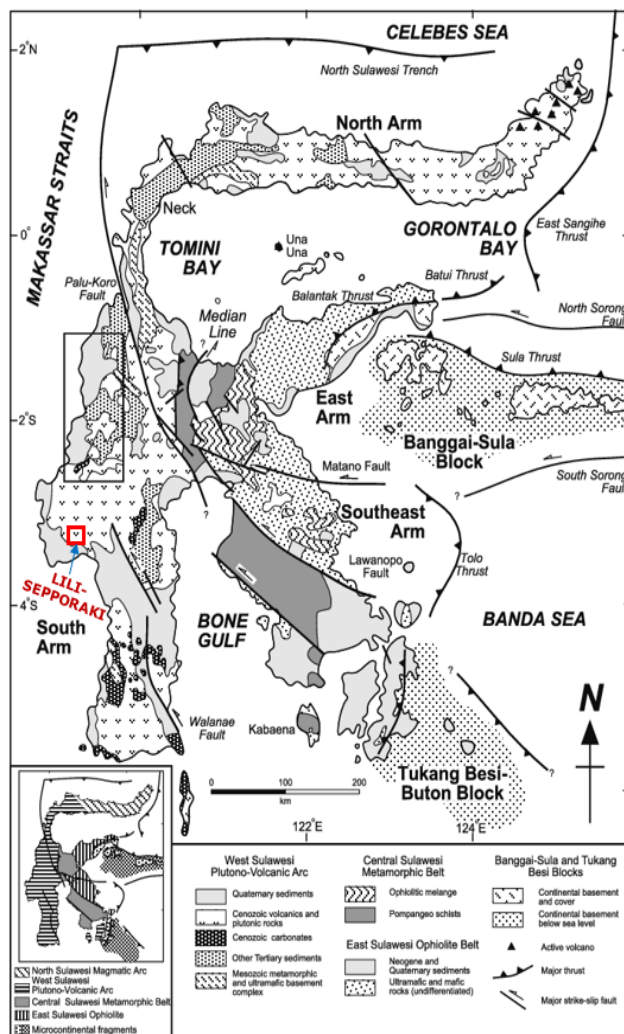 CELEBES SEA
2°N
North Sulawesi Trench
North Arm
MAKASSAR STRAITS
Neck
0°
TOMINI
BAY
Una
Una
GORONTALO
BAY
East Sangihe
Thrust
Palu-Koro
Fault
Batui Thrust
Balantak Thrust
Median
Line
?
North Sorong
Fault
Sula Thrust
East
Arm
2°S
Banggai-Sula
Block
Matano Fault
South Sorong
Fault
?
Southeast
Arm
Lawanopo
Fault
Tolo
Thrust
LILI-
SEPPORAKI
4°S
South
Arm
BONE
GULF
BANDA SEA
?
Walanae
Fault
Kabaena
N
?
Tukang Besi-
Buton Block
0 100 200
km
122°E
124°E
North Sulawesi Magmatic Arc
West Sulawesi
Plutono-Volcanic Arc
Central Sulawesi Metamorphic Belt
East Sulawesi Ophiolite
Microcontinental fragments
West Sulawesi
Plutono-Volcanic Arc
Quaternary sediments
Cenozoic volcanics and
plutonic rocks
Cenozoic carbonates
Other Tertiary sediments
Mesozoic metamorphic
and ultramafic basement
complex
Central Sulawesi
Metamorphic Belt
Ophiolitic melange
Pompangeo schists
East Sulawesi Ophiolite Belt
Neogene and
Quaternary sediments
Ultramafic and mafic
rocks (undifferentiated)
Banggai-Sula and Tukang
Besi Blocks
Continental basement
and cover
Continental basement
below sea level
Active volcano
Major thrust
Major strike-slip fault